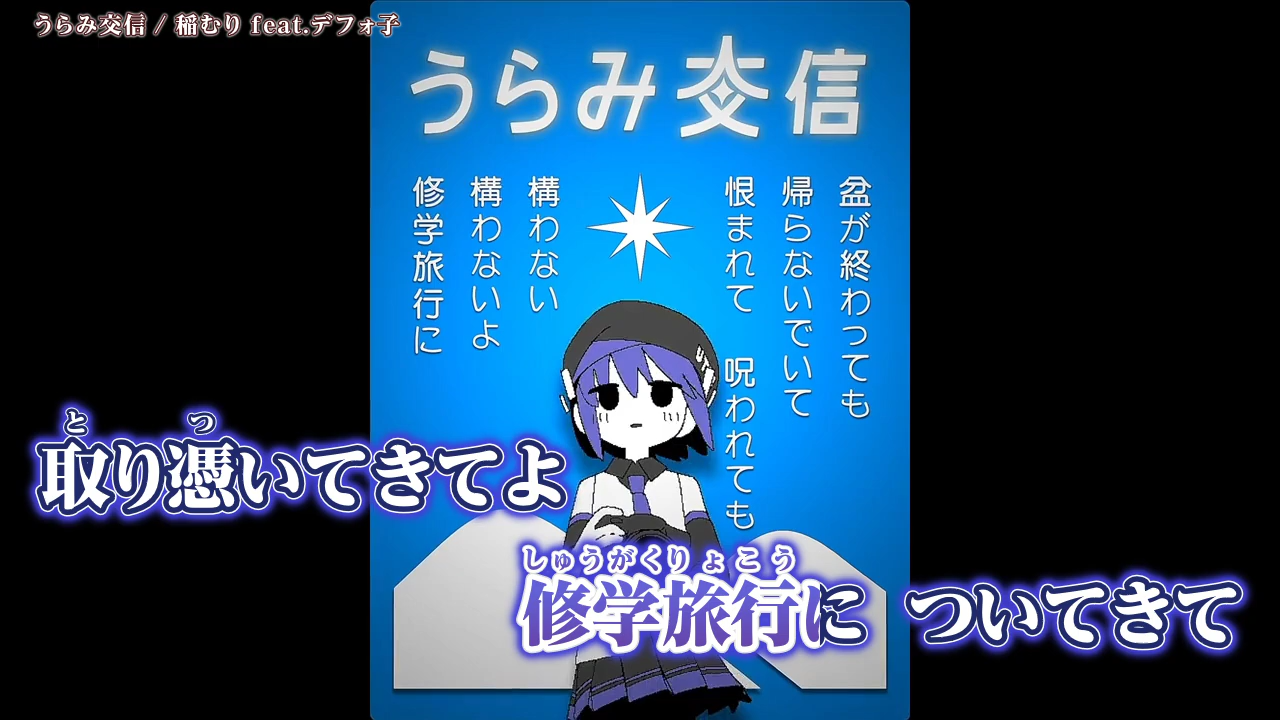 うらみ交信 / 稲むり feat.デフォ子
うらみ交信
盆が終わっても
帰らないでいて
恨まれて 呪われても
構わない
構わないよ
修学旅行に
と つ
取り憑いてきてよ
しゅうがくりょこう
修学旅行に ついてきて